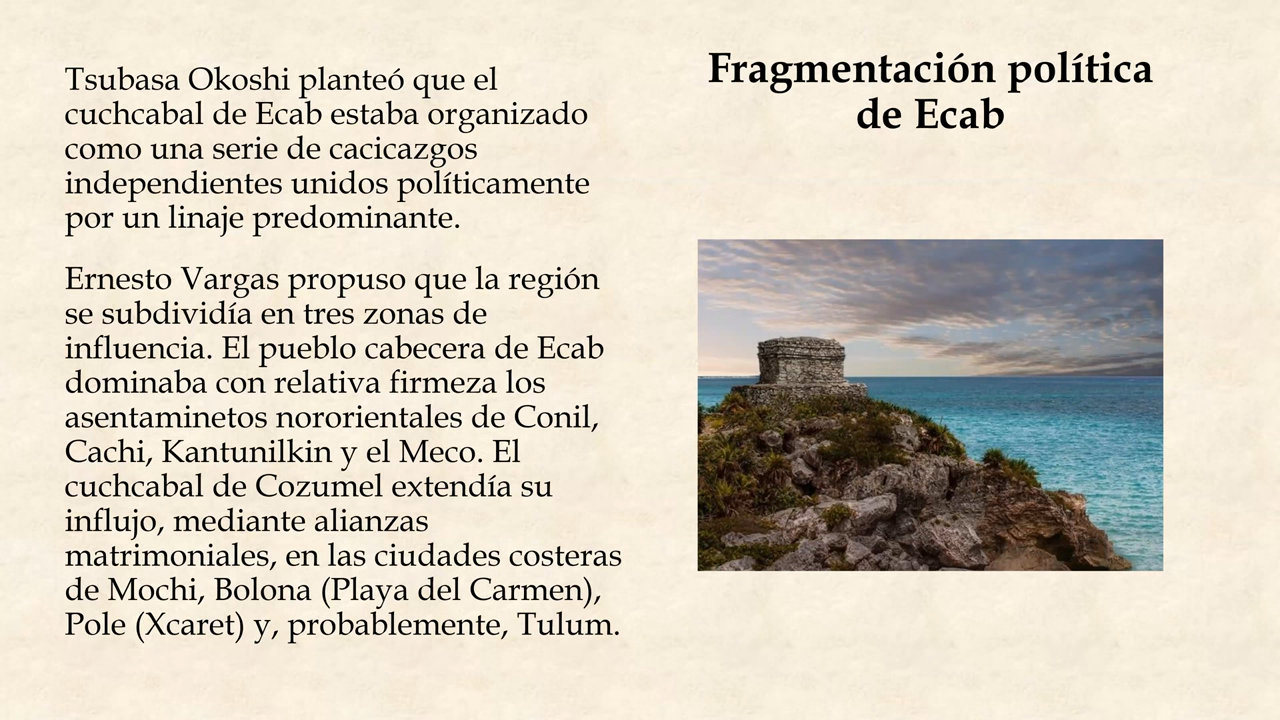 Fragmentación política
de Ecab
Tsubasa Okoshi planteó que el
cuchcabal de Ecab estaba organizado
como una serie de cacicazgos
independientes unidos políticamente
por un linaje predominante.
Ernesto Vargas propuso que la región
se subdividía en tres zonas de
influencia. El pueblo cabecera de Ecab
dominaba con relativa firmeza los
asentaminetos nororientales de Conil,
Cachi, Kantunilkin y el Meco. El
cuchcabal de Cozumel extendía su
influjo, mediante alianzas
matrimoniales, en las ciudades costeras
de Mochi, Bolona (Playa del Carmen),
Pole (Xcaret) y, probablemente, Tulum.